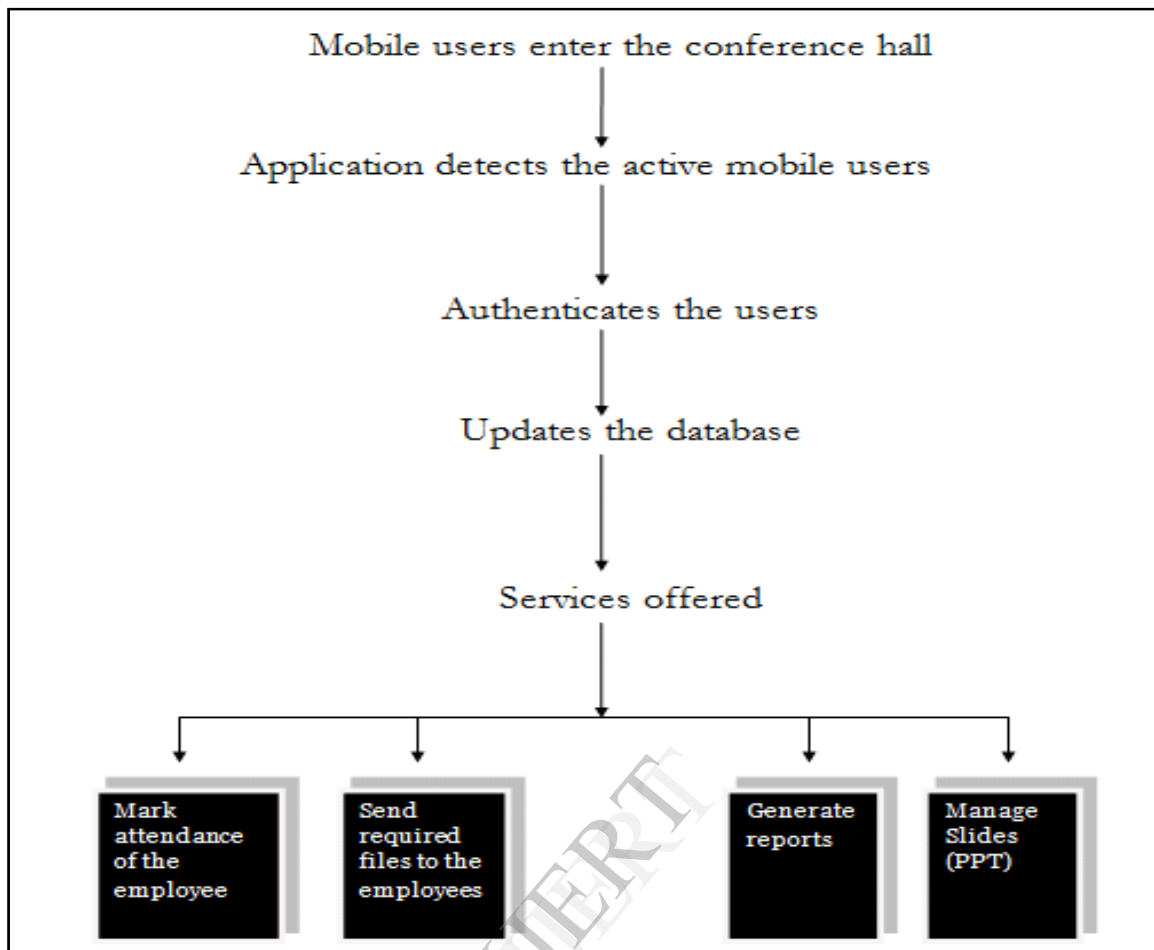 Mobile users enter the conference hall
Application detects the active mobile users
Authenticates the users
Updates the database
Services offered
Mark
attendance
of the
employee
Send
required
files to the
employees
Generate
reports
Manage
Slides
(PPT)